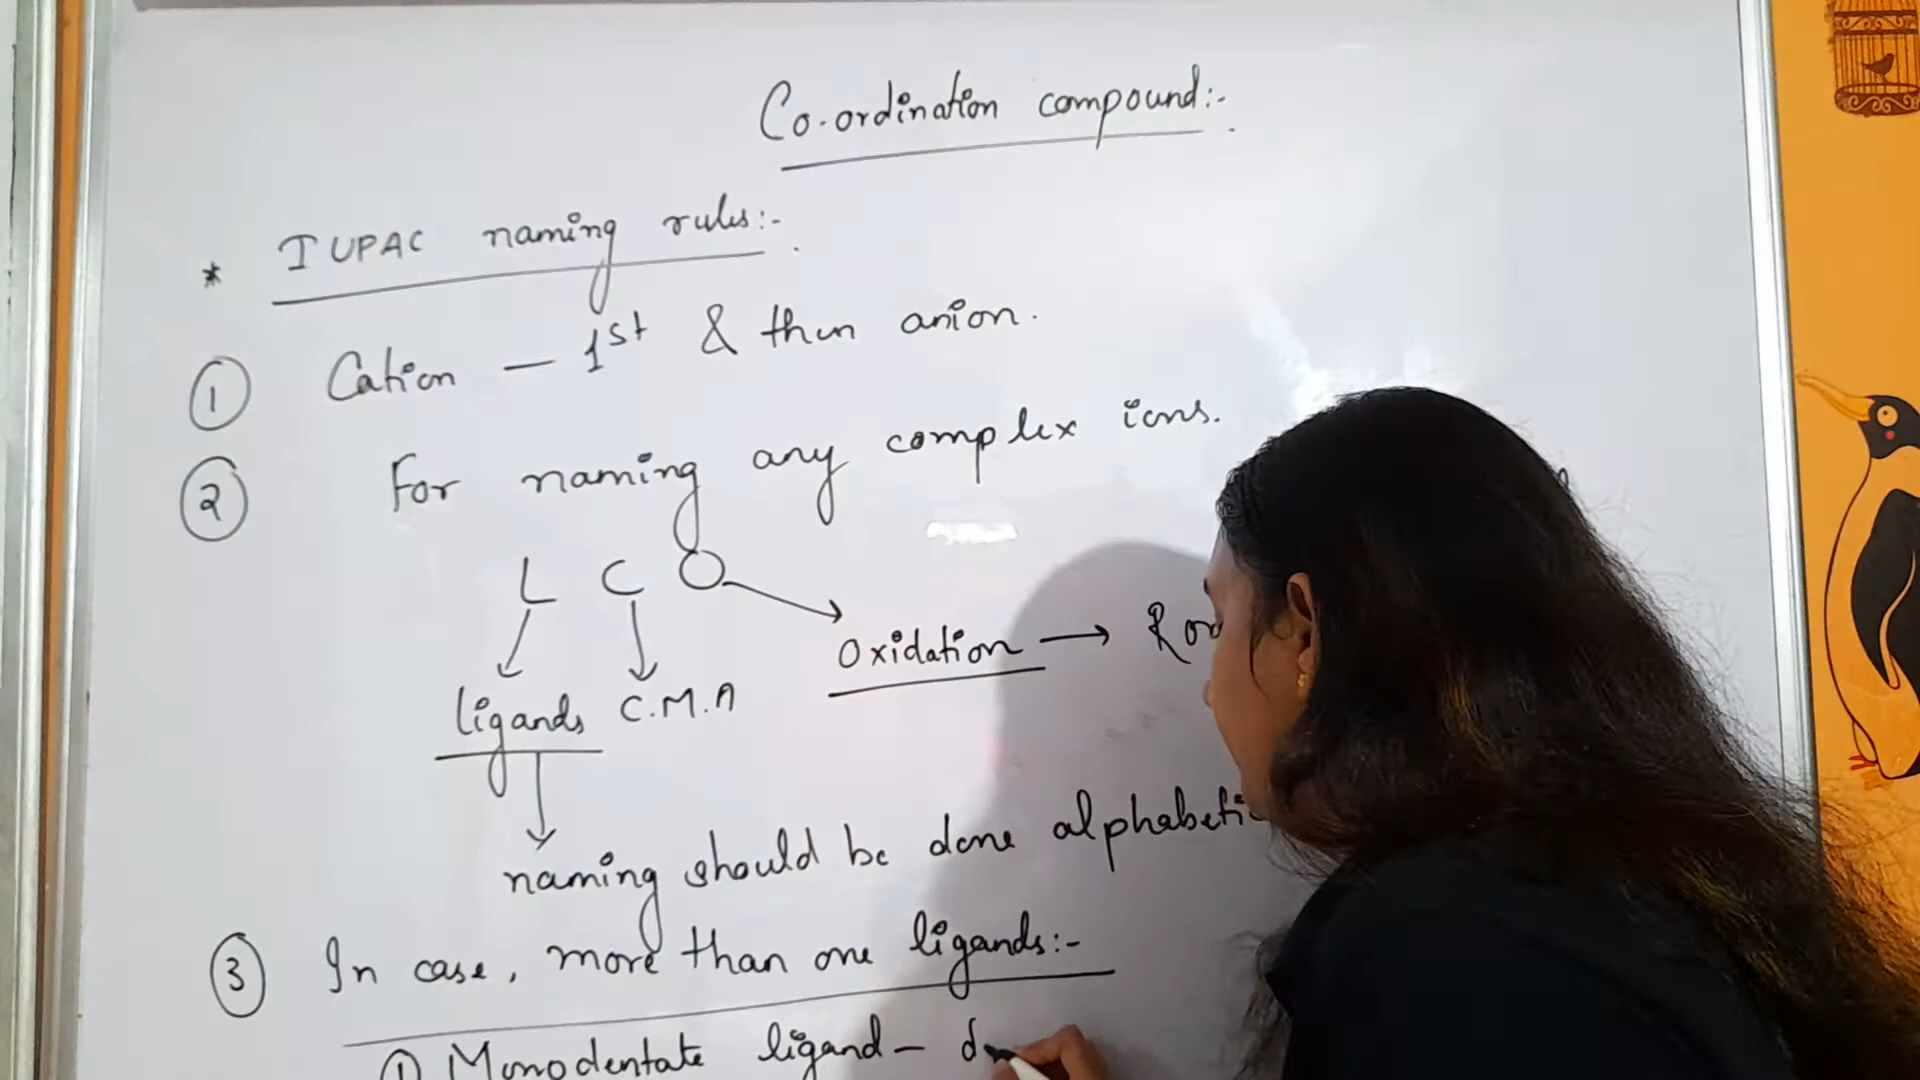 Co-ordination compound:-
* IUPAC naming rules:-
① Cation — 1st & then anion.
② For naming any complex ions.
L C O
Oxidation →
ligands C.M.A
naming should be done
③ In case, more than one ligands:-
① Monodentate ligand –